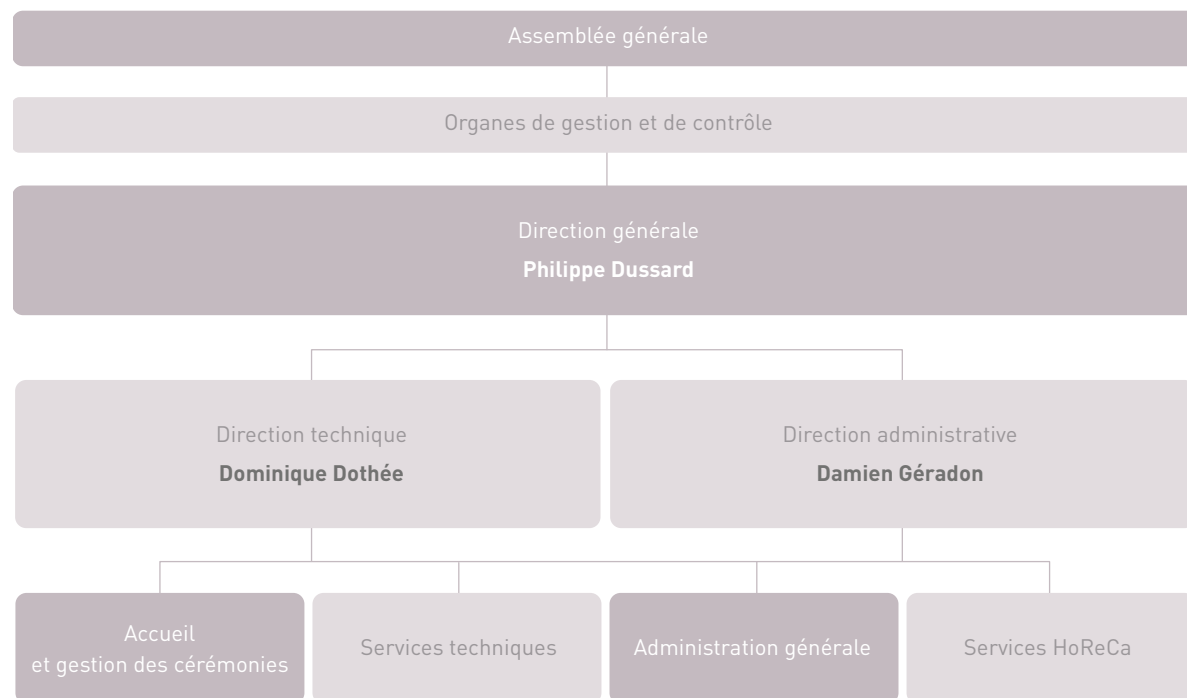 Assemblée générale
Organes de gestion et de contrôle
Direction générale
Philippe Dussard
Direction technique
Dominique Dothée
Direction administrative
Damien Géradon
Accueil
et gestion des cérémonies
Services techniques
Administration générale
Services HoReCa